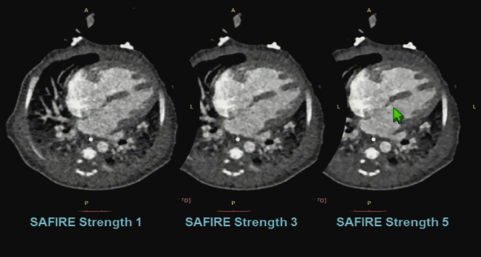 A A A
L L L
P P P
SAFIRE Strength 1 SAFIRE Strength 3 SAFIRE Strength 5